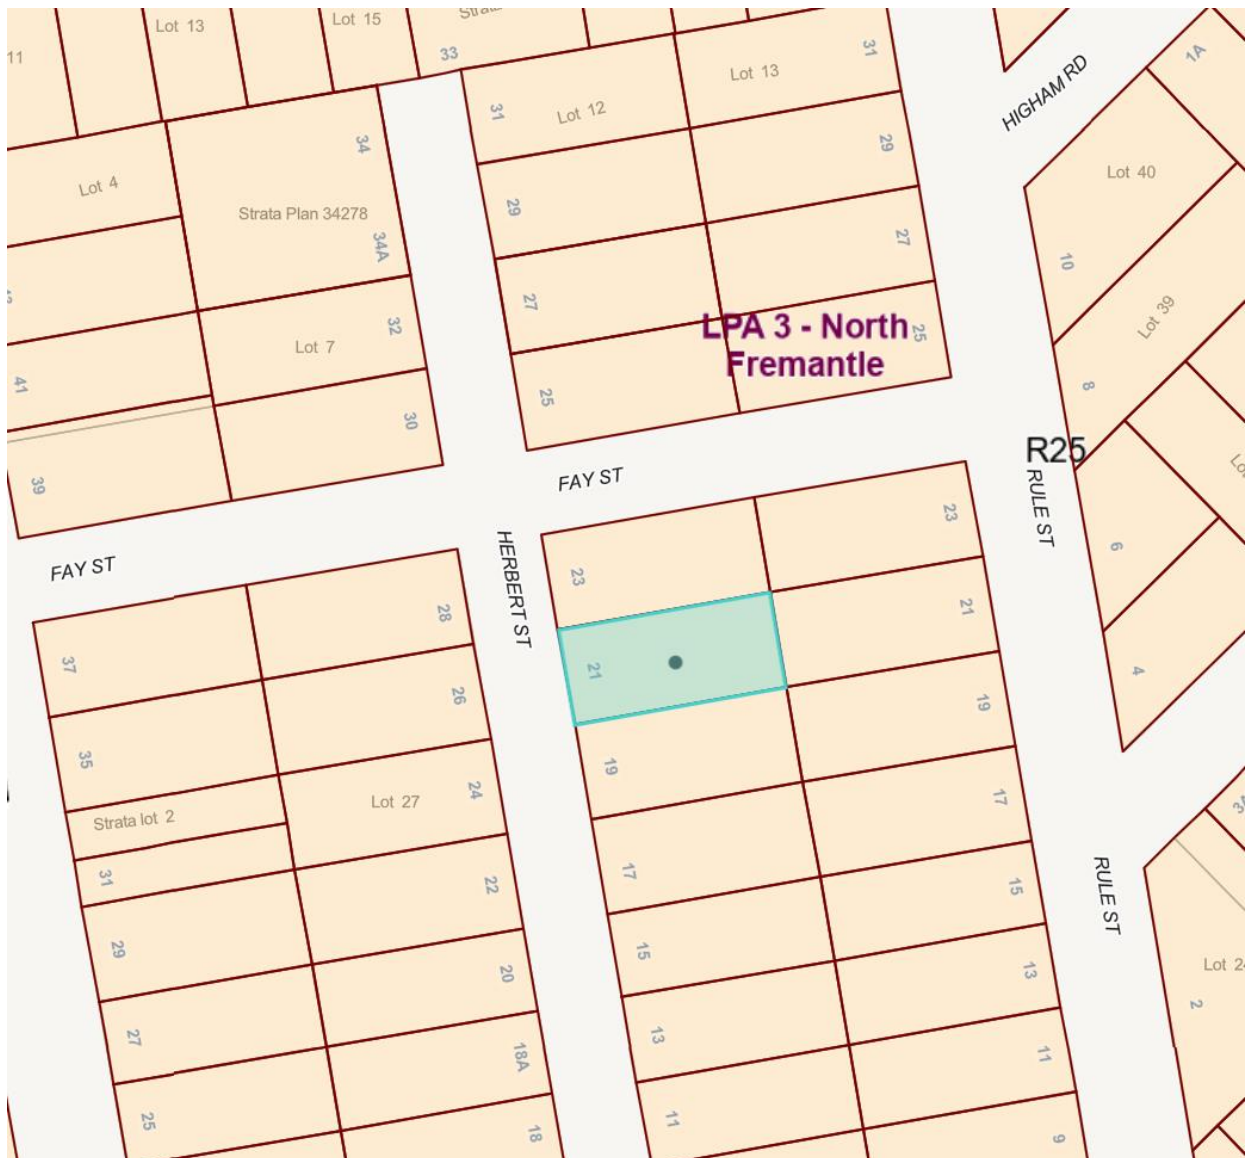 Lot 13
Lot 15
Strata
11
33
31
Lot 12
Lot 13
31
HIGHAM RD
1A
34
29
Lot 40
Lot 4
29
Strata Plan 34278
34A
27
10
27
32
Lot 39
LPA 3 - North
Fremantle
25
Lot 7
41
25
8
30
R25
39
FAY ST
RULE ST
23
FAY ST
HERBERT ST
23
6
28
21
37
21
4
26
19
35
19
24
17
Lot 27
Strata lot 2
31
17
22
15
RULE ST
29
15
20
13
Lot 24
2
27
13
18A
11
25
11
18
9